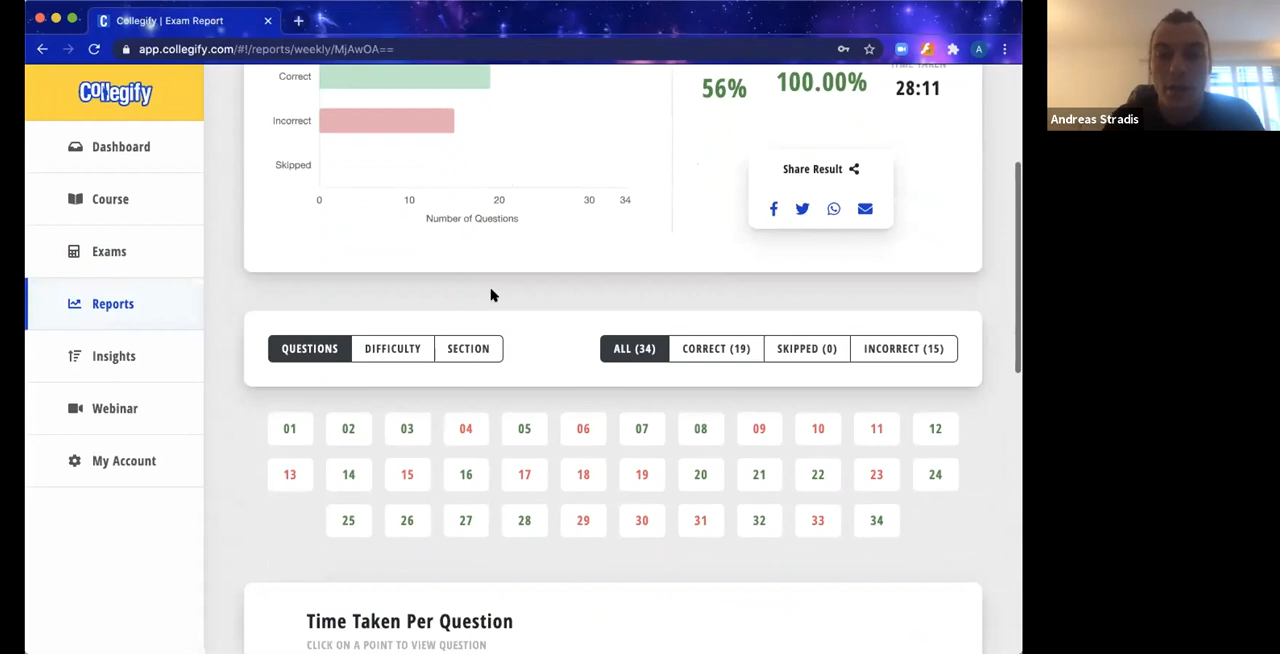 Collegify | Exam Report
app.collegify.com/#!/reports/weekly/MjAwOA==
A
Collegify
Dashboard
Course
Exams
Reports
Insights
Webinar
My Account
Correct
Incorrect
Skipped
0 10 20 30 34
Number of Questions
56% 100.00% TIME TAKEN
28:11
Share Result
QUESTIONS DIFFICULTY SECTION
ALL (34) CORRECT (19) SKIPPED (0) INCORRECT (15)
01 02 03 04 05 06 07 08 09 10 11 12
13 14 15 16 17 18 19 20 21 22 23 24
25 26 27 28 29 30 31 32 33 34
Time Taken Per Question
CLICK ON A POINT TO VIEW QUESTION
Andreas Stradis